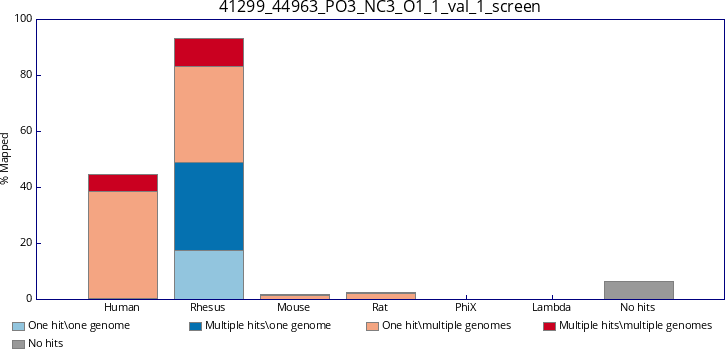 41299_44963_PO3_NC3_O1_1_val_1_screen
% Mapped
100
80
60
40
20
0
Human Rhesus Mouse Rat PhiX Lambda No hits
One hit\one genome Multiple hits\one genome One hit\multiple genomes Multiple hits\multiple genomes
No hits